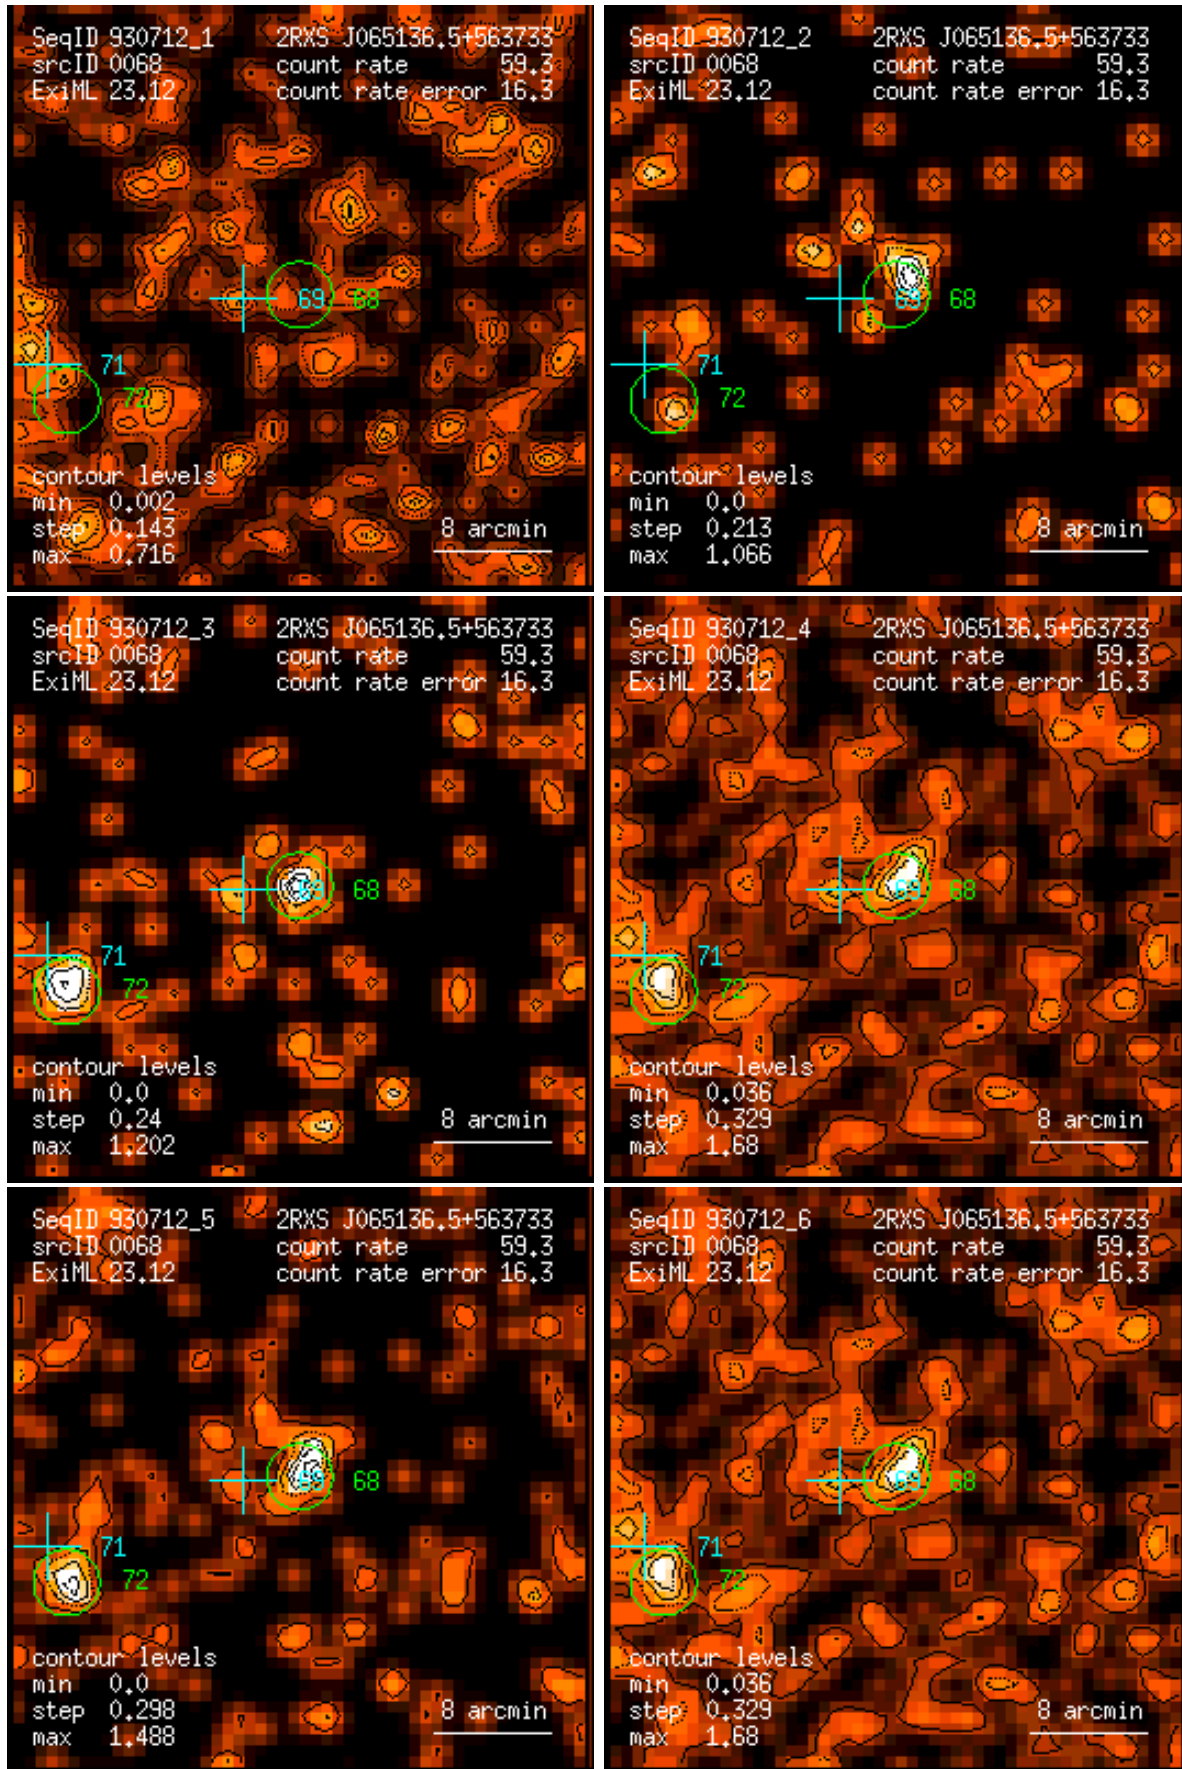 SeqID 930712_1 2RXS J065136.5+563733
srcID 0068 count rate 59.3
ExiML 23.12 count rate error 16.3
69 68
71
72
contour levels
min 0.002
step 0.143 8 arcmin
max 0.716
SeqID 930712_2 2RXS J065136.5+563733
srcID 0068 count rate 59.3
ExiML 23.12 count rate error 16.3
69 68
71
72
contour levels
min 0.0
step 0.213 8 arcmin
max 1.066
SeqID 930712_3 2RXS J065136.5+563733
srcID 0068 count rate 59.3
ExiML 23.12 count rate error 16.3
69 68
71
72
contour levels
min 0.0
step 0.24 8 arcmin
max 1.202
SeqID 930712_4 2RXS J065136.5+563733
srcID 0068 count rate 59.3
ExiML 23.12 count rate error 16.3
69 68
71
72
contour levels
min 0.036
step 0.329 8 arcmin
max 1.68
SeqID 930712_5 2RXS J065136.5+563733
srcID 0068 count rate 59.3
ExiML 23.12 count rate error 16.3
69 68
71
72
contour levels
min 0.0
step 0.298 8 arcmin
max 1.488
SeqID 930712_6 2RXS J065136.5+563733
srcID 0068 count rate 59.3
ExiML 23.12 count rate error 16.3
69 68
71
72
contour levels
min 0.036
step 0.329 8 arcmin
max 1.68